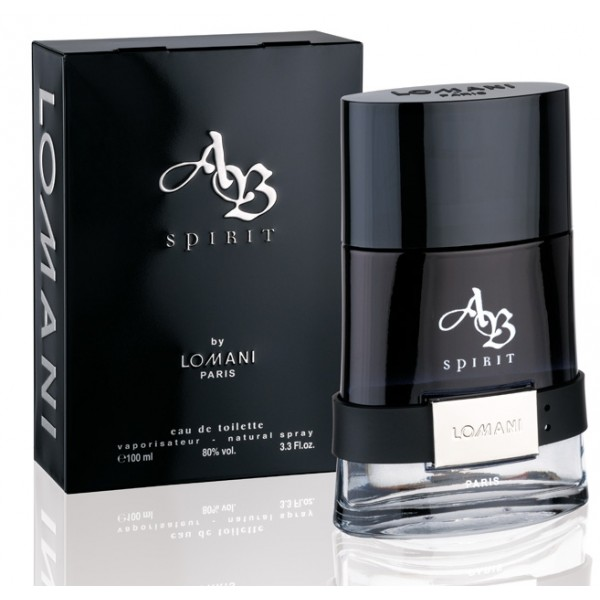 LOMANI
AB
SPIRIT
by
LOMANI
PARIS
eau de toilette
vaporisateur - natural spray
℮100 ml 80% vol. 3.3 Fl.oz.
LOMANI
PARIS
AB
SPIRIT
LOMANI
PARIS